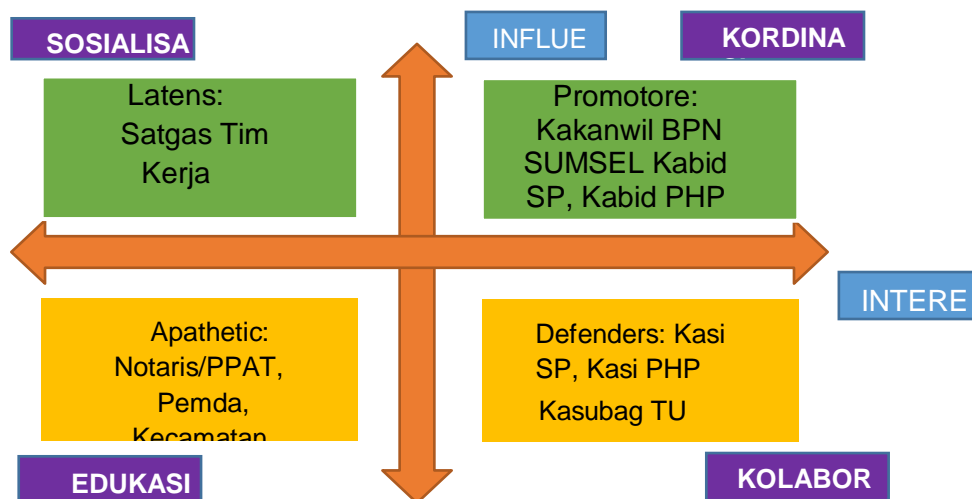 SOSIALISA
INFLUE
KORDINA
Latens:
Satgas Tim
Kerja
Promotore:
Kakanwil BPN
SUMSEL Kabid
SP, Kabid PHP
INTERE
Apathetic:
Notaris/PPAT,
Pemda,
Kecamatan
Defenders: Kasi
SP, Kasi PHP
Kasubag TU
EDUKASI
KOLABOR